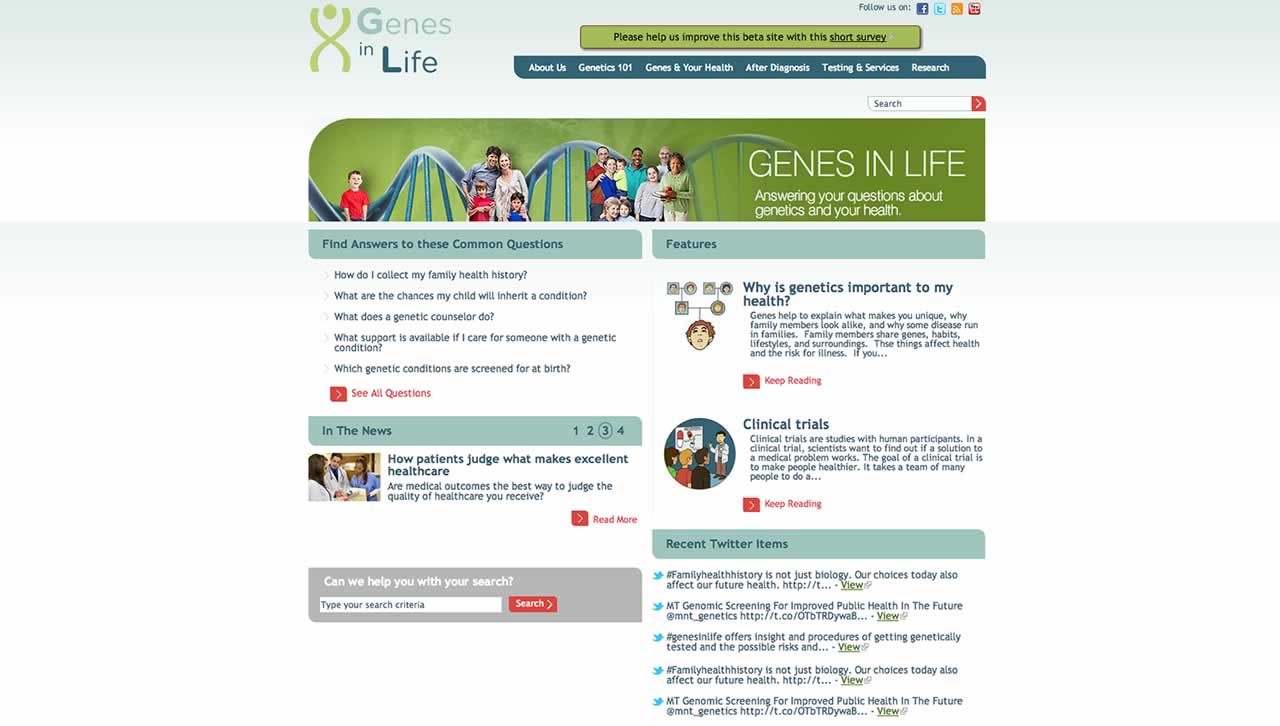 Genes
in Life
Follow us on:
Please help us improve this beta site with this short survey
About Us Genetics 101 Genes & Your Health After Diagnosis Testing & Services Research
Search
GENES IN LIFE
Answering your questions about
genetics and your health.
Find Answers to these Common Questions
How do I collect my family health history?
What are the chances my child will inherit a condition?
What does a genetic counselor do?
What support is available if I care for someone with a genetic
condition?
Which genetic conditions are screened for at birth?
See All Questions
In The News 1 2 3 4
How patients judge what makes excellent
healthcare
Are medical outcomes the best way to judge the
quality of healthcare you receive?
Read More
Can we help you with your search?
Type your search criteria
Search
Features
Why is genetics important to my
health?
Genes help to explain what makes you unique, why
family members look alike, and why some disease run
in families. Family members share genes, habits,
lifestyles, and surroundings. Thse things affect health
and the risk for illness. If you...
Keep Reading
Clinical trials
Clinical trials are studies with human participants. In a
clinical trial, scientists want to find out if a solution to
a medical problem works. The goal of a clinical trial is
to make people healthier. It takes a team of many
people to do a...
Keep Reading
Recent Twitter Items
#Familyhealthhistory is not just biology. Our choices today also
affect our future health. http://t... - View
MT Genomic Screening For Improved Public Health In The Future
@mnt_genetics http://t.co/OTbTRDywaB... - View
#genesinlife offers insight and procedures of getting genetically
tested and the possible risks and... - View
#Familyhealthhistory is not just biology. Our choices today also
affect our future health. http://t... - View
MT Genomic Screening For Improved Public Health In The Future
@mnt_genetics http://t.co/OTbTRDywaB... - View